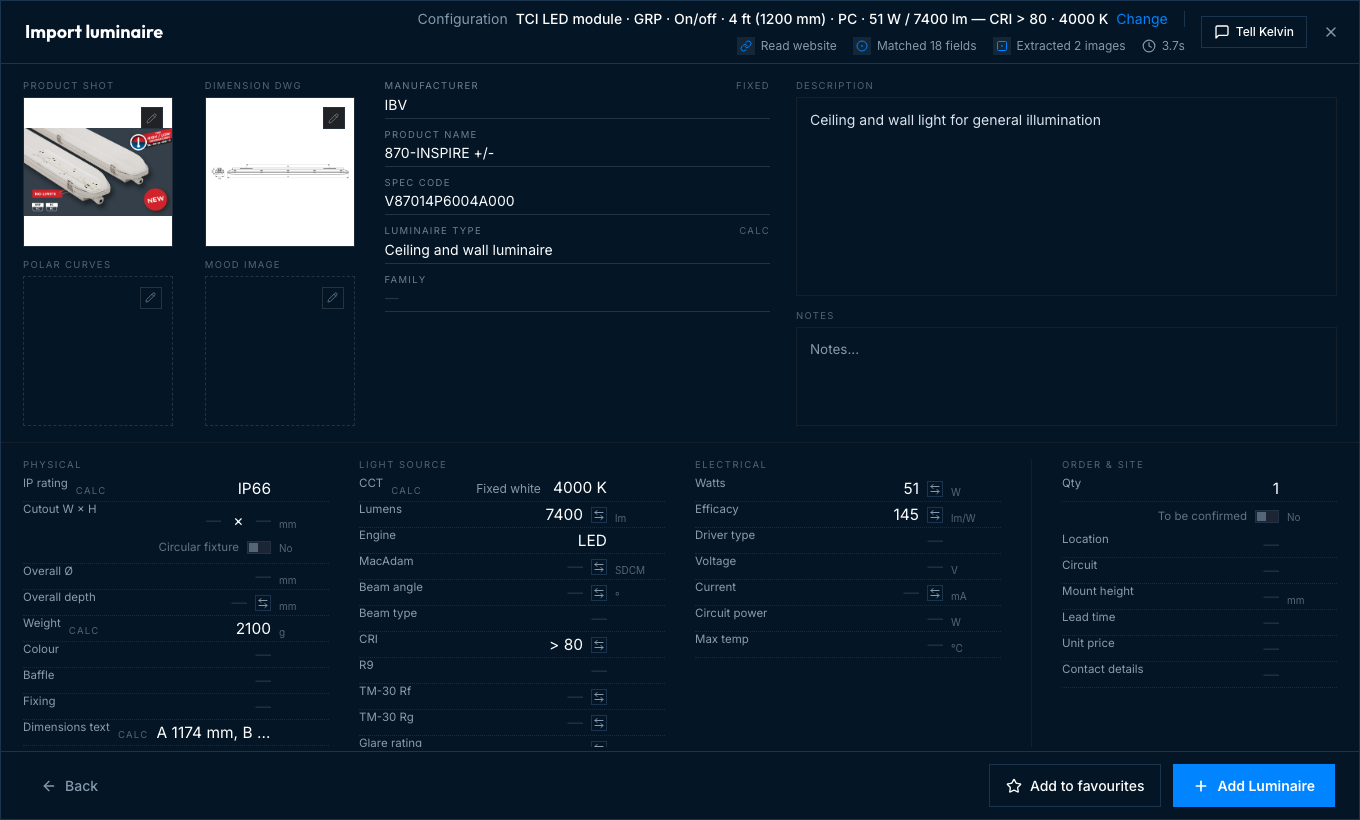 Import luminaire
Configuration TCI LED module · GRP · On/off · 4 ft (1200 mm) · PC · 51 W / 7400 lm — CRI > 80 · 4000 K Change
Read website Matched 18 fields Extracted 2 images 3.7s
Tell Kelvin
PRODUCT SHOT
DIMENSION DWG
NEW
POLAR CURVES
MOOD IMAGE
MANUFACTURER FIXED
IBV
PRODUCT NAME
870-INSPIRE +/-
SPEC CODE
V87014P6004A000
LUMINAIRE TYPE CALC
Ceiling and wall luminaire
FAMILY
—
DESCRIPTION
Ceiling and wall light for general illumination
NOTES
Notes...
PHYSICAL
IP rating CALC IP66
Cutout W × H — × — mm
Circular fixture No
Overall Ø — mm
Overall depth — mm
Weight CALC 2100 g
Colour —
Baffle —
Fixing —
Dimensions text CALC A 1174 mm, B ...
LIGHT SOURCE
CCT CALC Fixed white 4000 K
Lumens 7400 lm
Engine LED
MacAdam — SDCM
Beam angle — °
Beam type —
CRI > 80
R9 —
TM-30 Rf —
TM-30 Rg —
Glare rating
ELECTRICAL
Watts 51 W
Efficacy 145 lm/W
Driver type —
Voltage — V
Current — mA
Circuit power — W
Max temp — °C
ORDER & SITE
Qty 1
To be confirmed No
Location —
Circuit —
Mount height — mm
Lead time —
Unit price —
Contact details —
Back
Add to favourites
Add Luminaire